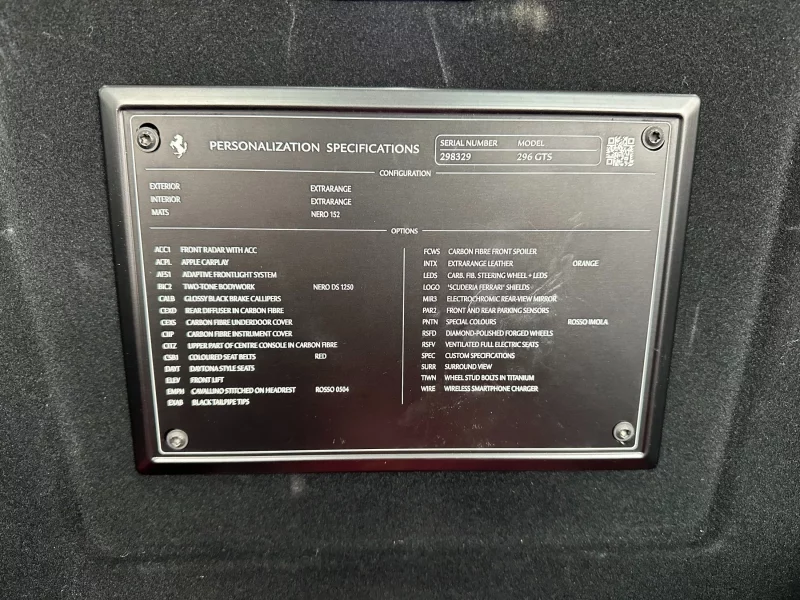 PERSONALIZATION SPECIFICATIONS
SERIAL NUMBER MODEL
298329 296 GTS
CONFIGURATION
EXTERIOR EXTRARANGE
INTERIOR EXTRARANGE
MATS NERO 152
OPTIONS
ACC1 FRONT RADAR WITH ACC
ACPL APPLE CARPLAY
AFS1 ADAPTIVE FRONTLIGHT SYSTEM
BIC2 TWO-TONE BODYWORK NERO DS 1250
CALB GLOSSY BLACK BRAKE CALLIPERS
CEXD REAR DIFFUSER IN CARBON FIBRE
CEXS CARBON FIBRE UNDERDOOR COVER
CIIP CARBON FIBRE INSTRUMENT COVER
CITZ UPPER PART OF CENTRE CONSOLE IN CARBON FIBRE
CSB1 COLOURED SEAT BELTS RED
DAYT DAYTONA STYLE SEATS
ELEV FRONT LIFT
EMPH CAVALLINO STITCHED ON HEADREST ROSSO 0504
EXAB BLACK TAILPIPE TIPS
FCWS CARBON FIBRE FRONT SPOILER
INTX EXTRARANGE LEATHER ORANGE
LEDS CARB. FIB. STEERING WHEEL + LEDS
LOGO 'SCUDERIA FERRARI' SHIELDS
MIR3 ELECTROCHROMIC REAR-VIEW MIRROR
PAR2 FRONT AND REAR PARKING SENSORS
PNTN SPECIAL COLOURS ROSSO IMOLA
RSFD DIAMOND-POLISHED FORGED WHEELS
RSFV VENTILATED FULL ELECTRIC SEATS
SPEC CUSTOM SPECIFICATIONS
SURR SURROUND VIEW
TIWN WHEEL STUD BOLTS IN TITANIUM
WIRE WIRELESS SMARTPHONE CHARGER